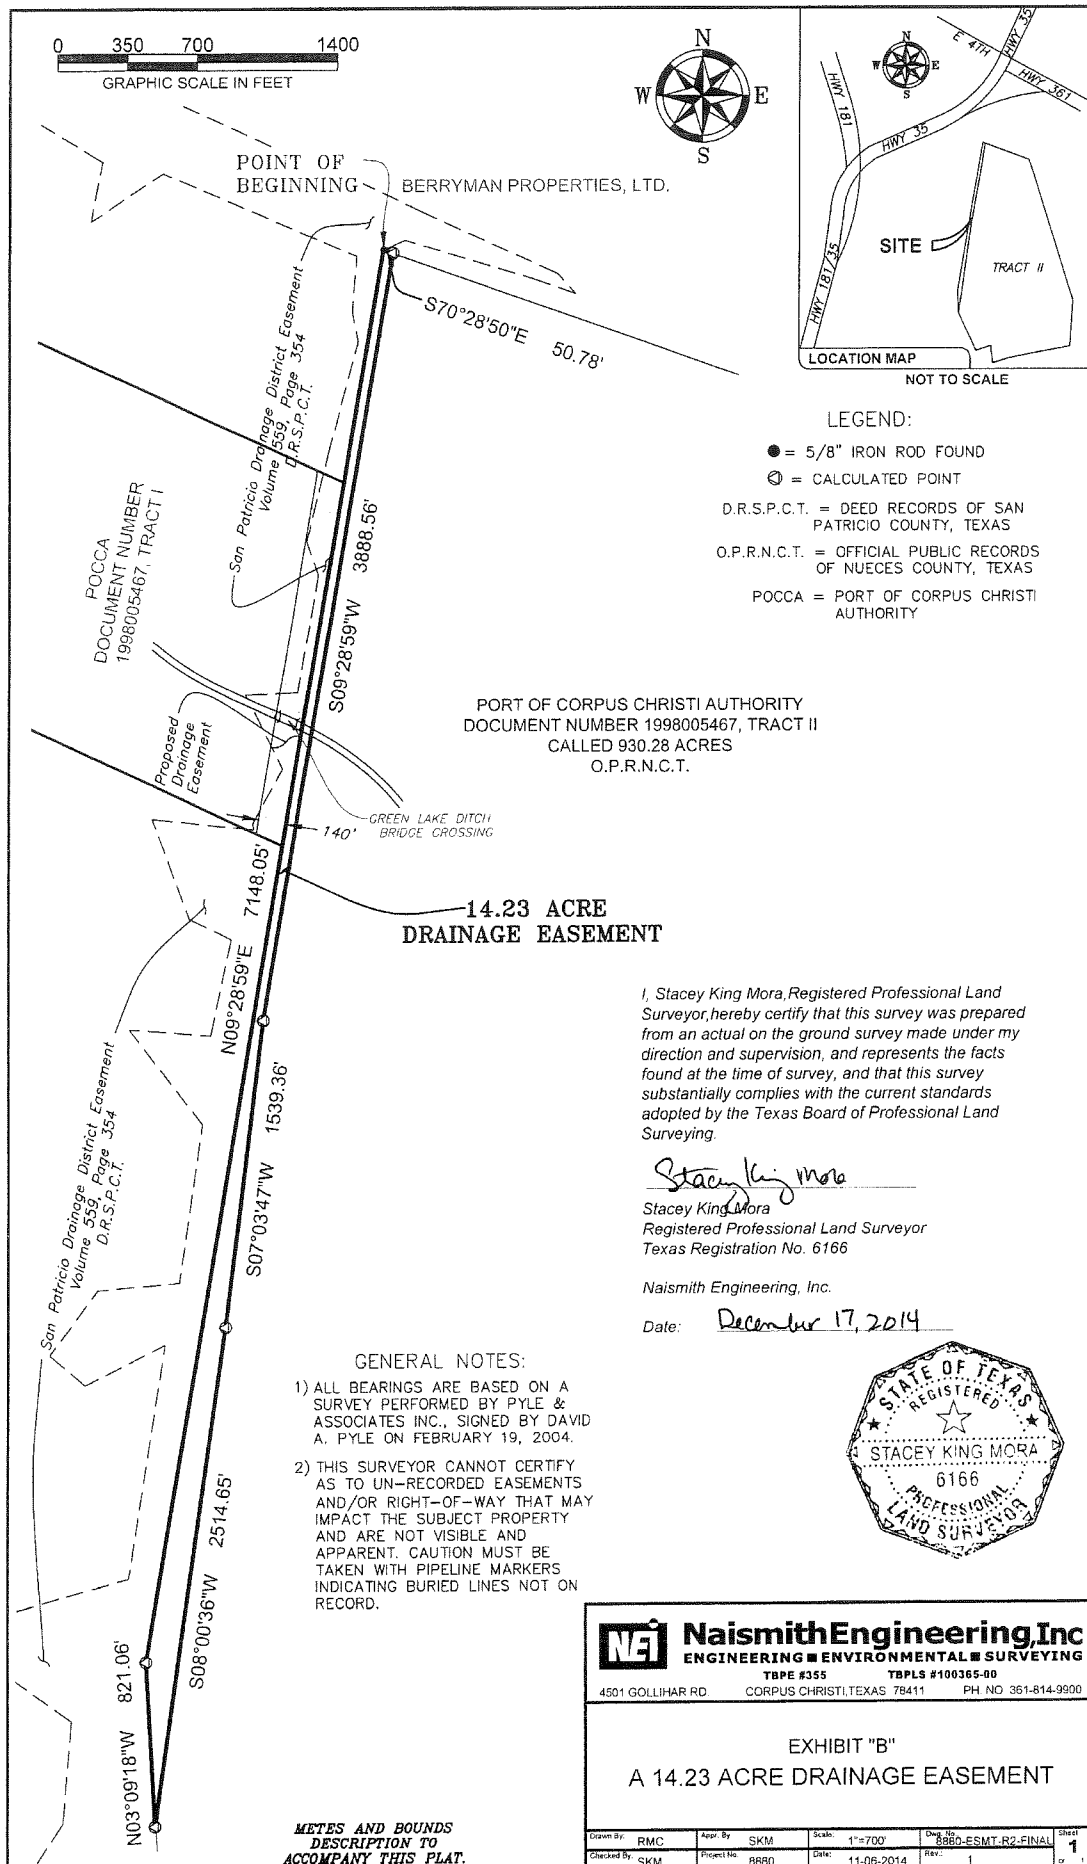 0 350 700 1400
GRAPHIC SCALE IN FEET
N
W E
S
HWY 35
E 4TH
HWY 361
HWY 181
N
W E
S
HWY 35
SITE
TRACT II
HWY 181/35
LOCATION MAP
NOT TO SCALE
POINT OF
BEGINNING
BERRYMAN PROPERTIES, LTD.
S70°28'50"E 50.78'
San Patricio Drainage District Easement
Volume 559, Page 354
D.R.S.P.C.T.
LEGEND:
= 5/8" IRON ROD FOUND
= CALCULATED POINT
D.R.S.P.C.T. = DEED RECORDS OF SAN
PATRICIO COUNTY, TEXAS
O.P.R.N.C.T. = OFFICIAL PUBLIC RECORDS
OF NUECES COUNTY, TEXAS
POCCA = PORT OF CORPUS CHRISTI
AUTHORITY
POCCA
DOCUMENT NUMBER
1998005467, TRACT I
S09°28'59"W 3888.56'
PORT OF CORPUS CHRISTI AUTHORITY
DOCUMENT NUMBER 1998005467, TRACT II
CALLED 930.28 ACRES
O.P.R.N.C.T.
Proposed
Drainage
Easement
GREEN LAKE DITCH
BRIDGE CROSSING
140'
14.23 ACRE
DRAINAGE EASEMENT
N09°28'59"E 7148.05'
San Patricio Drainage District Easement
Volume 559, Page 354
D.R.S.P.C.T.
S07°03'47"W 1539.36'
I, Stacey King Mora,Registered Professional Land
Surveyor,hereby certify that this survey was prepared
from an actual on the ground survey made under my
direction and supervision, and represents the facts
found at the time of survey, and that this survey
substantially complies with the current standards
adopted by the Texas Board of Professional Land
Surveying.
Stacey King Mora
Stacey King Mora
Registered Professional Land Surveyor
Texas Registration No. 6166
Naismith Engineering, Inc.
Date: December 17, 2014
STATE OF TEXAS
REGISTERED
STACEY KING MORA
6166
PROFESSIONAL
LAND SURVEYOR
GENERAL NOTES:
1) ALL BEARINGS ARE BASED ON A
SURVEY PERFORMED BY PYLE &
ASSOCIATES INC., SIGNED BY DAVID
A. PYLE ON FEBRUARY 19, 2004.
2) THIS SURVEYOR CANNOT CERTIFY
AS TO UN-RECORDED EASEMENTS
AND/OR RIGHT-OF-WAY THAT MAY
IMPACT THE SUBJECT PROPERTY
AND ARE NOT VISIBLE AND
APPARENT. CAUTION MUST BE
TAKEN WITH PIPELINE MARKERS
INDICATING BURIED LINES NOT ON
RECORD.
S08°00'36"W 2514.65'
N03°09'18"W 821.06'
METES AND BOUNDS
DESCRIPTION TO
ACCOMPANY THIS PLAT.
NEi Naismith Engineering,Inc
ENGINEERING ■ ENVIRONMENTAL ■ SURVEYING
TBPE #355 TBPLS #100365-00
4501 GOLLIHAR RD. CORPUS CHRISTI,TEXAS 78411 PH. NO. 361-814-9900
EXHIBIT "B"
A 14.23 ACRE DRAINAGE EASEMENT
Drawn By: RMC Appr. By SKM Scale: 1"=700' Dwg. No. 8880-ESMT-R2-FINAL Sheet 1
Checked By: SKM Project No. 8880 Date: 11-06-2014 Rev.: 1 or 1